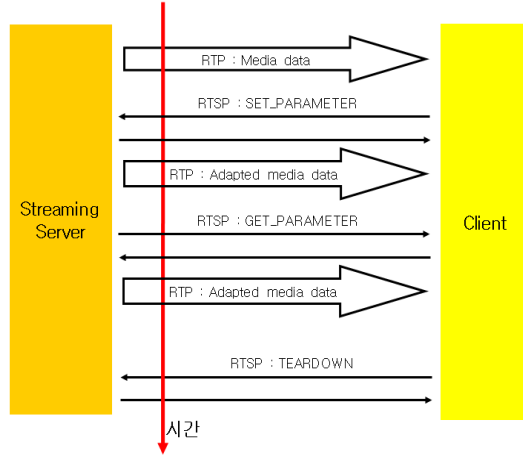 RTP : Media data
RTSP : SET_PARAMETER
RTP : Adapted media data
Streaming
Server
RTSP : GET_PARAMETER
Client
RTP : Adapted media data
RTSP : TEARDOWN
시간